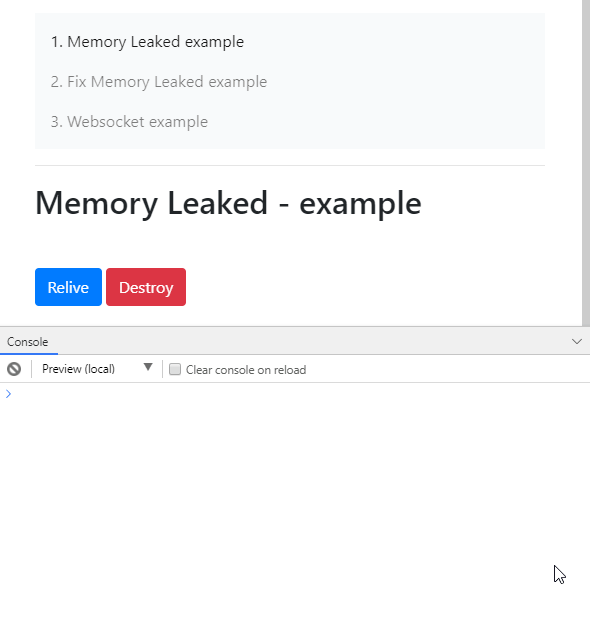 1. Memory Leaked example
2. Fix Memory Leaked example
3. Websocket example
Memory Leaked - example
Relive Destroy
Console
Preview (local) Clear console on reload